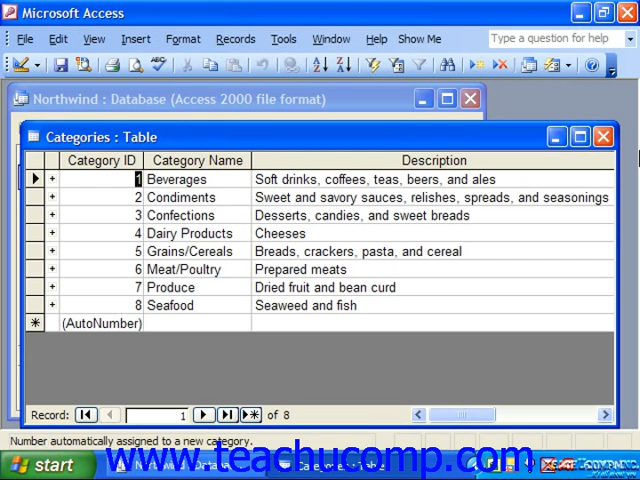 Microsoft Access
File Edit View Insert Format Records Tools Window Help Show Me
Type a question for help
Northwind : Database (Access 2000 file format)
Categories : Table
Category ID Category Name Description
1 Beverages Soft drinks, coffees, teas, beers, and ales
2 Condiments Sweet and savory sauces, relishes, spreads, and seasonings
3 Confections Desserts, candies, and sweet breads
4 Dairy Products Cheeses
5 Grains/Cereals Breads, crackers, pasta, and cereal
6 Meat/Poultry Prepared meats
7 Produce Dried fruit and bean curd
8 Seafood Seaweed and fish
(AutoNumber)
Record: 1 of 8
Number automatically assigned to a new category.
www.teachucomp.com
start